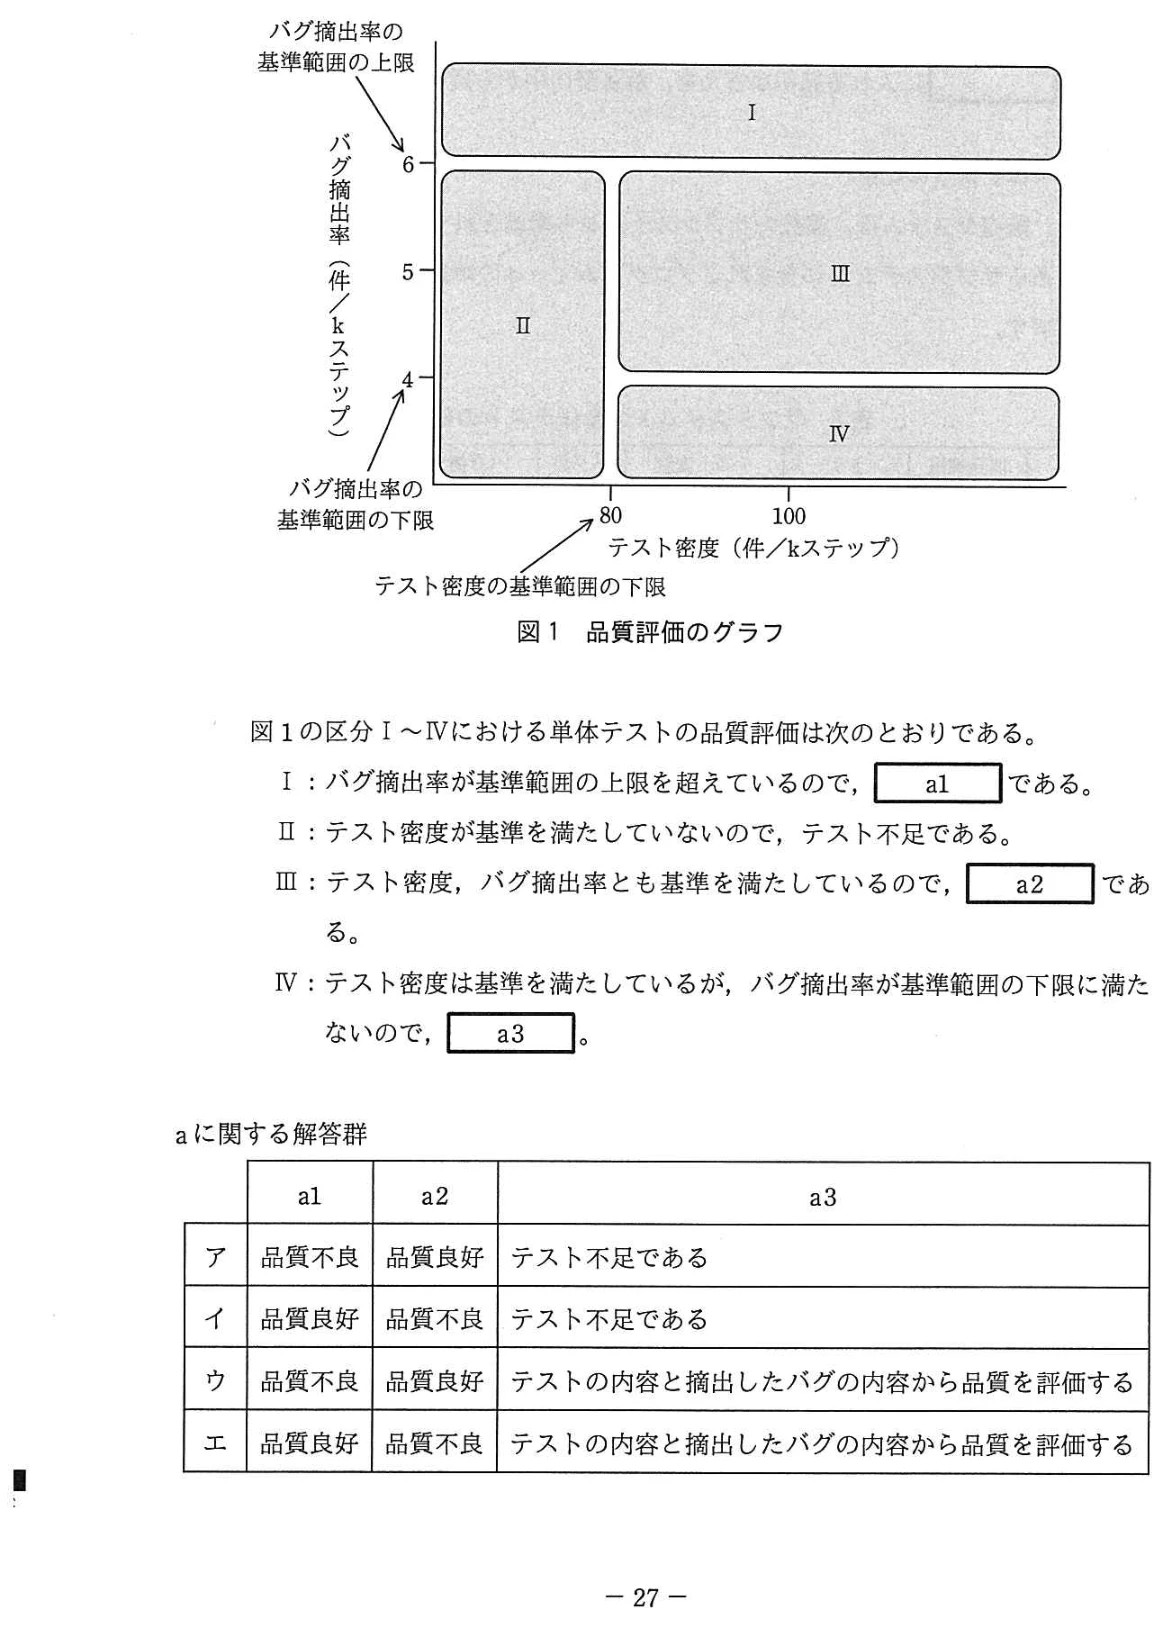 バグ摘出率の
基準範囲の上限
バグ摘出率(件/kステップ)
6
5
4
Ⅰ
Ⅱ
Ⅲ
Ⅳ
バグ摘出率の
基準範囲の下限
80
100
テスト密度(件/kステップ)
テスト密度の基準範囲の下限
図1 品質評価のグラフ
図1の区分Ⅰ~Ⅳにおける単体テストの品質評価は次のとおりである。
Ⅰ:バグ摘出率が基準範囲の上限を超えているので, a1 である。
Ⅱ:テスト密度が基準を満たしていないので,テスト不足である。
Ⅲ:テスト密度,バグ摘出率とも基準を満たしているので, a2 であ
る。
Ⅳ:テスト密度は基準を満たしているが,バグ摘出率が基準範囲の下限に満た
ないので, a3 。
aに関する解答群
a1 a2 a3
ア 品質不良 品質良好 テスト不足である
イ 品質良好 品質不良 テスト不足である
ウ 品質不良 品質良好 テストの内容と摘出したバグの内容から品質を評価する
エ 品質良好 品質不良 テストの内容と摘出したバグの内容から品質を評価する
- 27 -